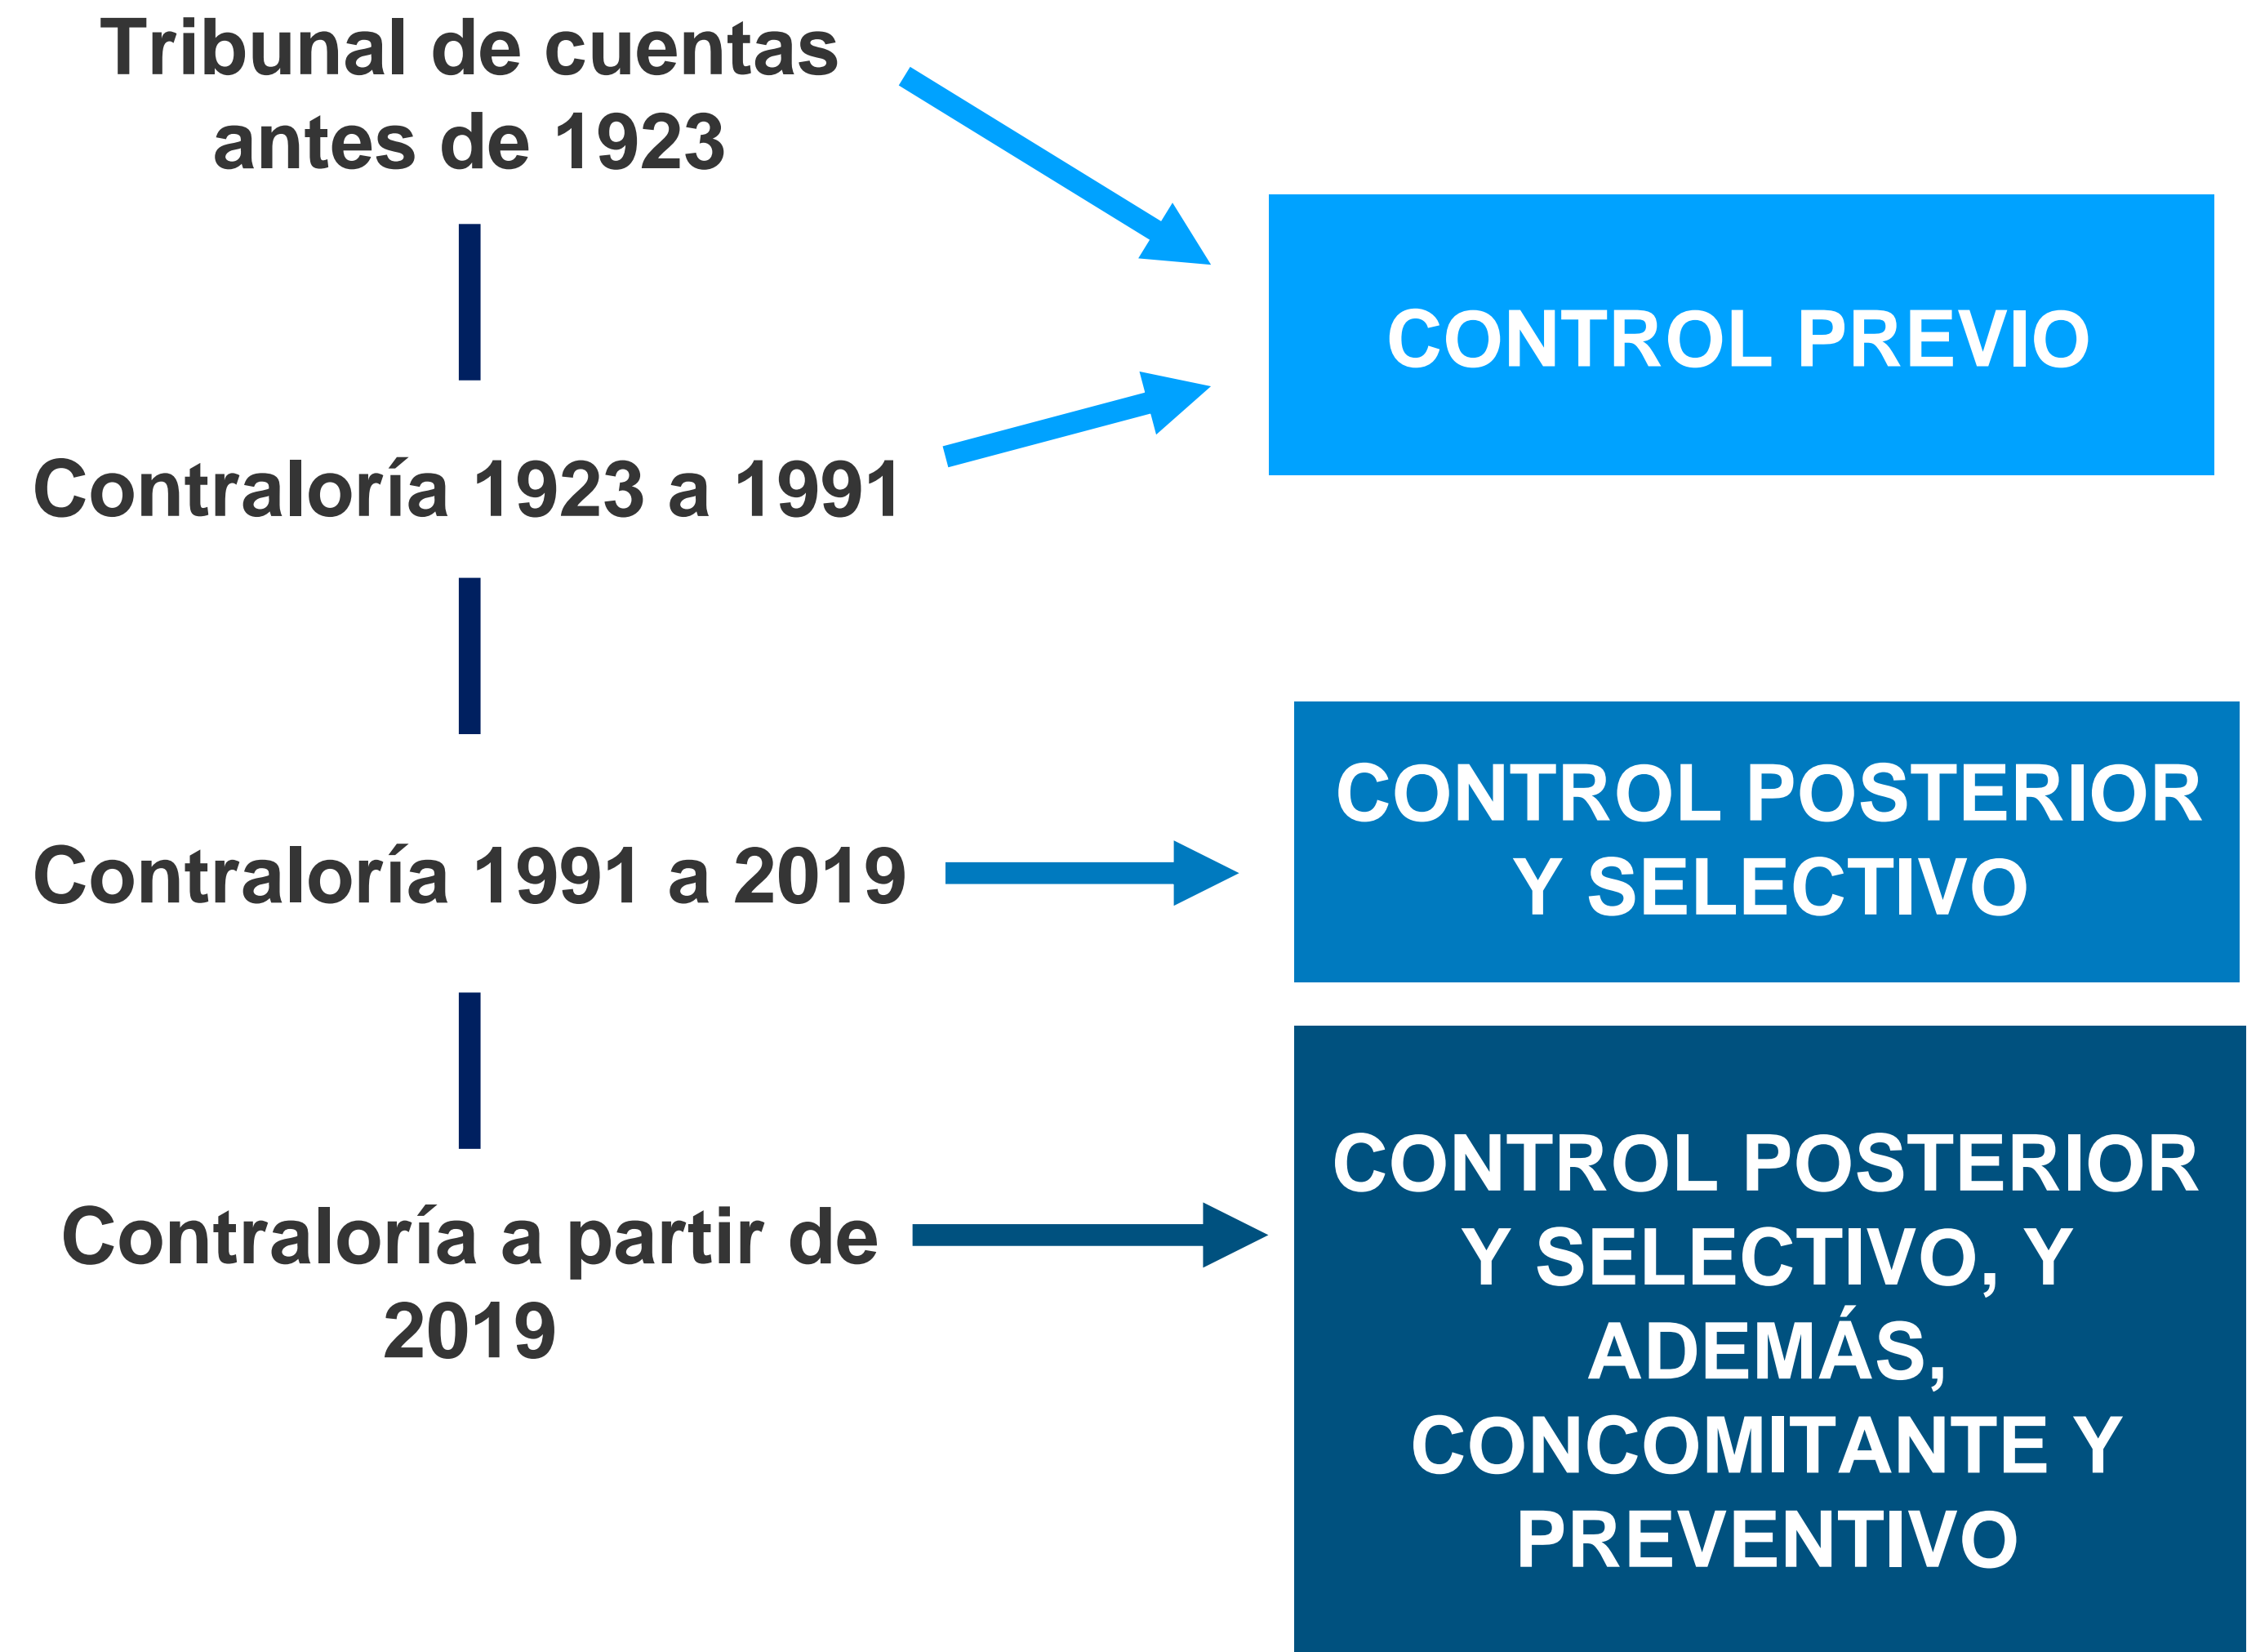 Tribunal de cuentas
antes de 1923
CONTROL PREVIO
Contraloría 1923 a 1991
CONTROL POSTERIOR
Y SELECTIVO
Contraloría 1991 a 2019
CONTROL POSTERIOR
Y SELECTIVO, Y
ADEMÁS,
CONCOMITANTE Y
PREVENTIVO
Contraloría a partir de
2019